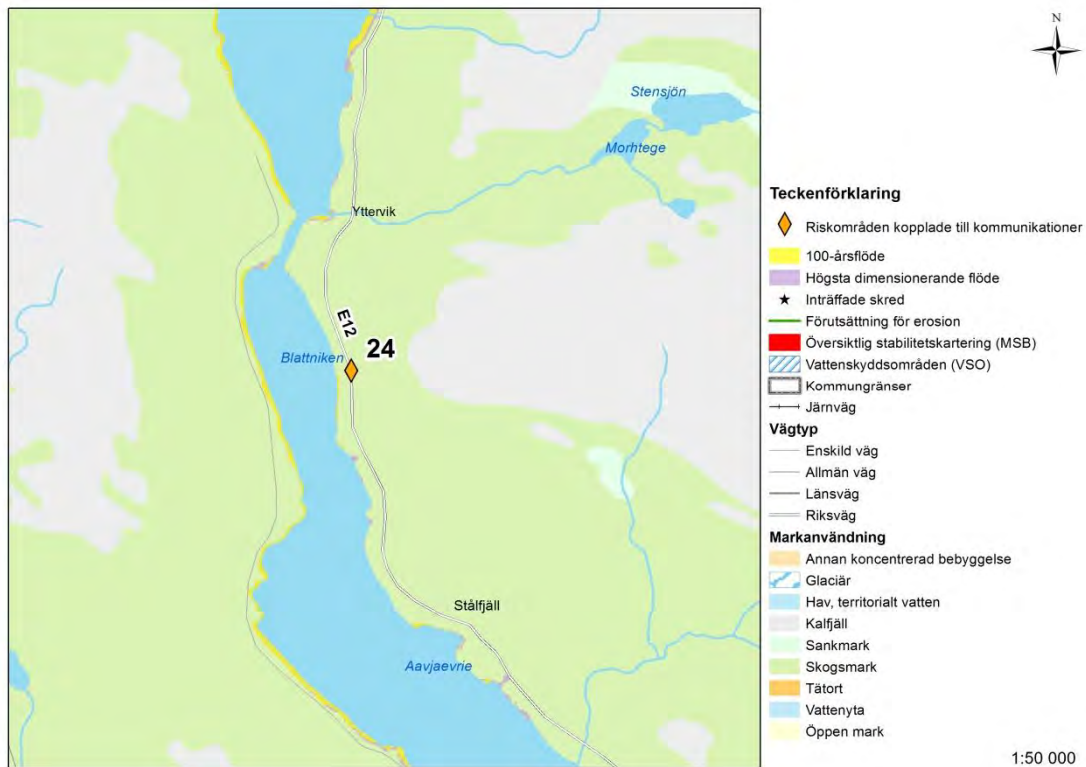 N
Stensjön
Morhtege
Yttervik
E12
24
Blattniken
Stålfjäll
Aavjaevrie
Teckenförklaring
Riskområden kopplade till kommunikationer
100-årsflöde
Högsta dimensionerande flöde
Inträffade skred
Förutsättning för erosion
Översiktlig stabilitetskartering (MSB)
Vattenskyddsområden (VSO)
Kommungränser
Järnväg
Vägtyp
Enskild väg
Allmän väg
Länsväg
Riksväg
Markanvändning
Annan koncentrerad bebyggelse
Glaciär
Hav, territorialt vatten
Kalfjäll
Sankmark
Skogsmark
Tätort
Vattenyta
Öppen mark
1:50 000